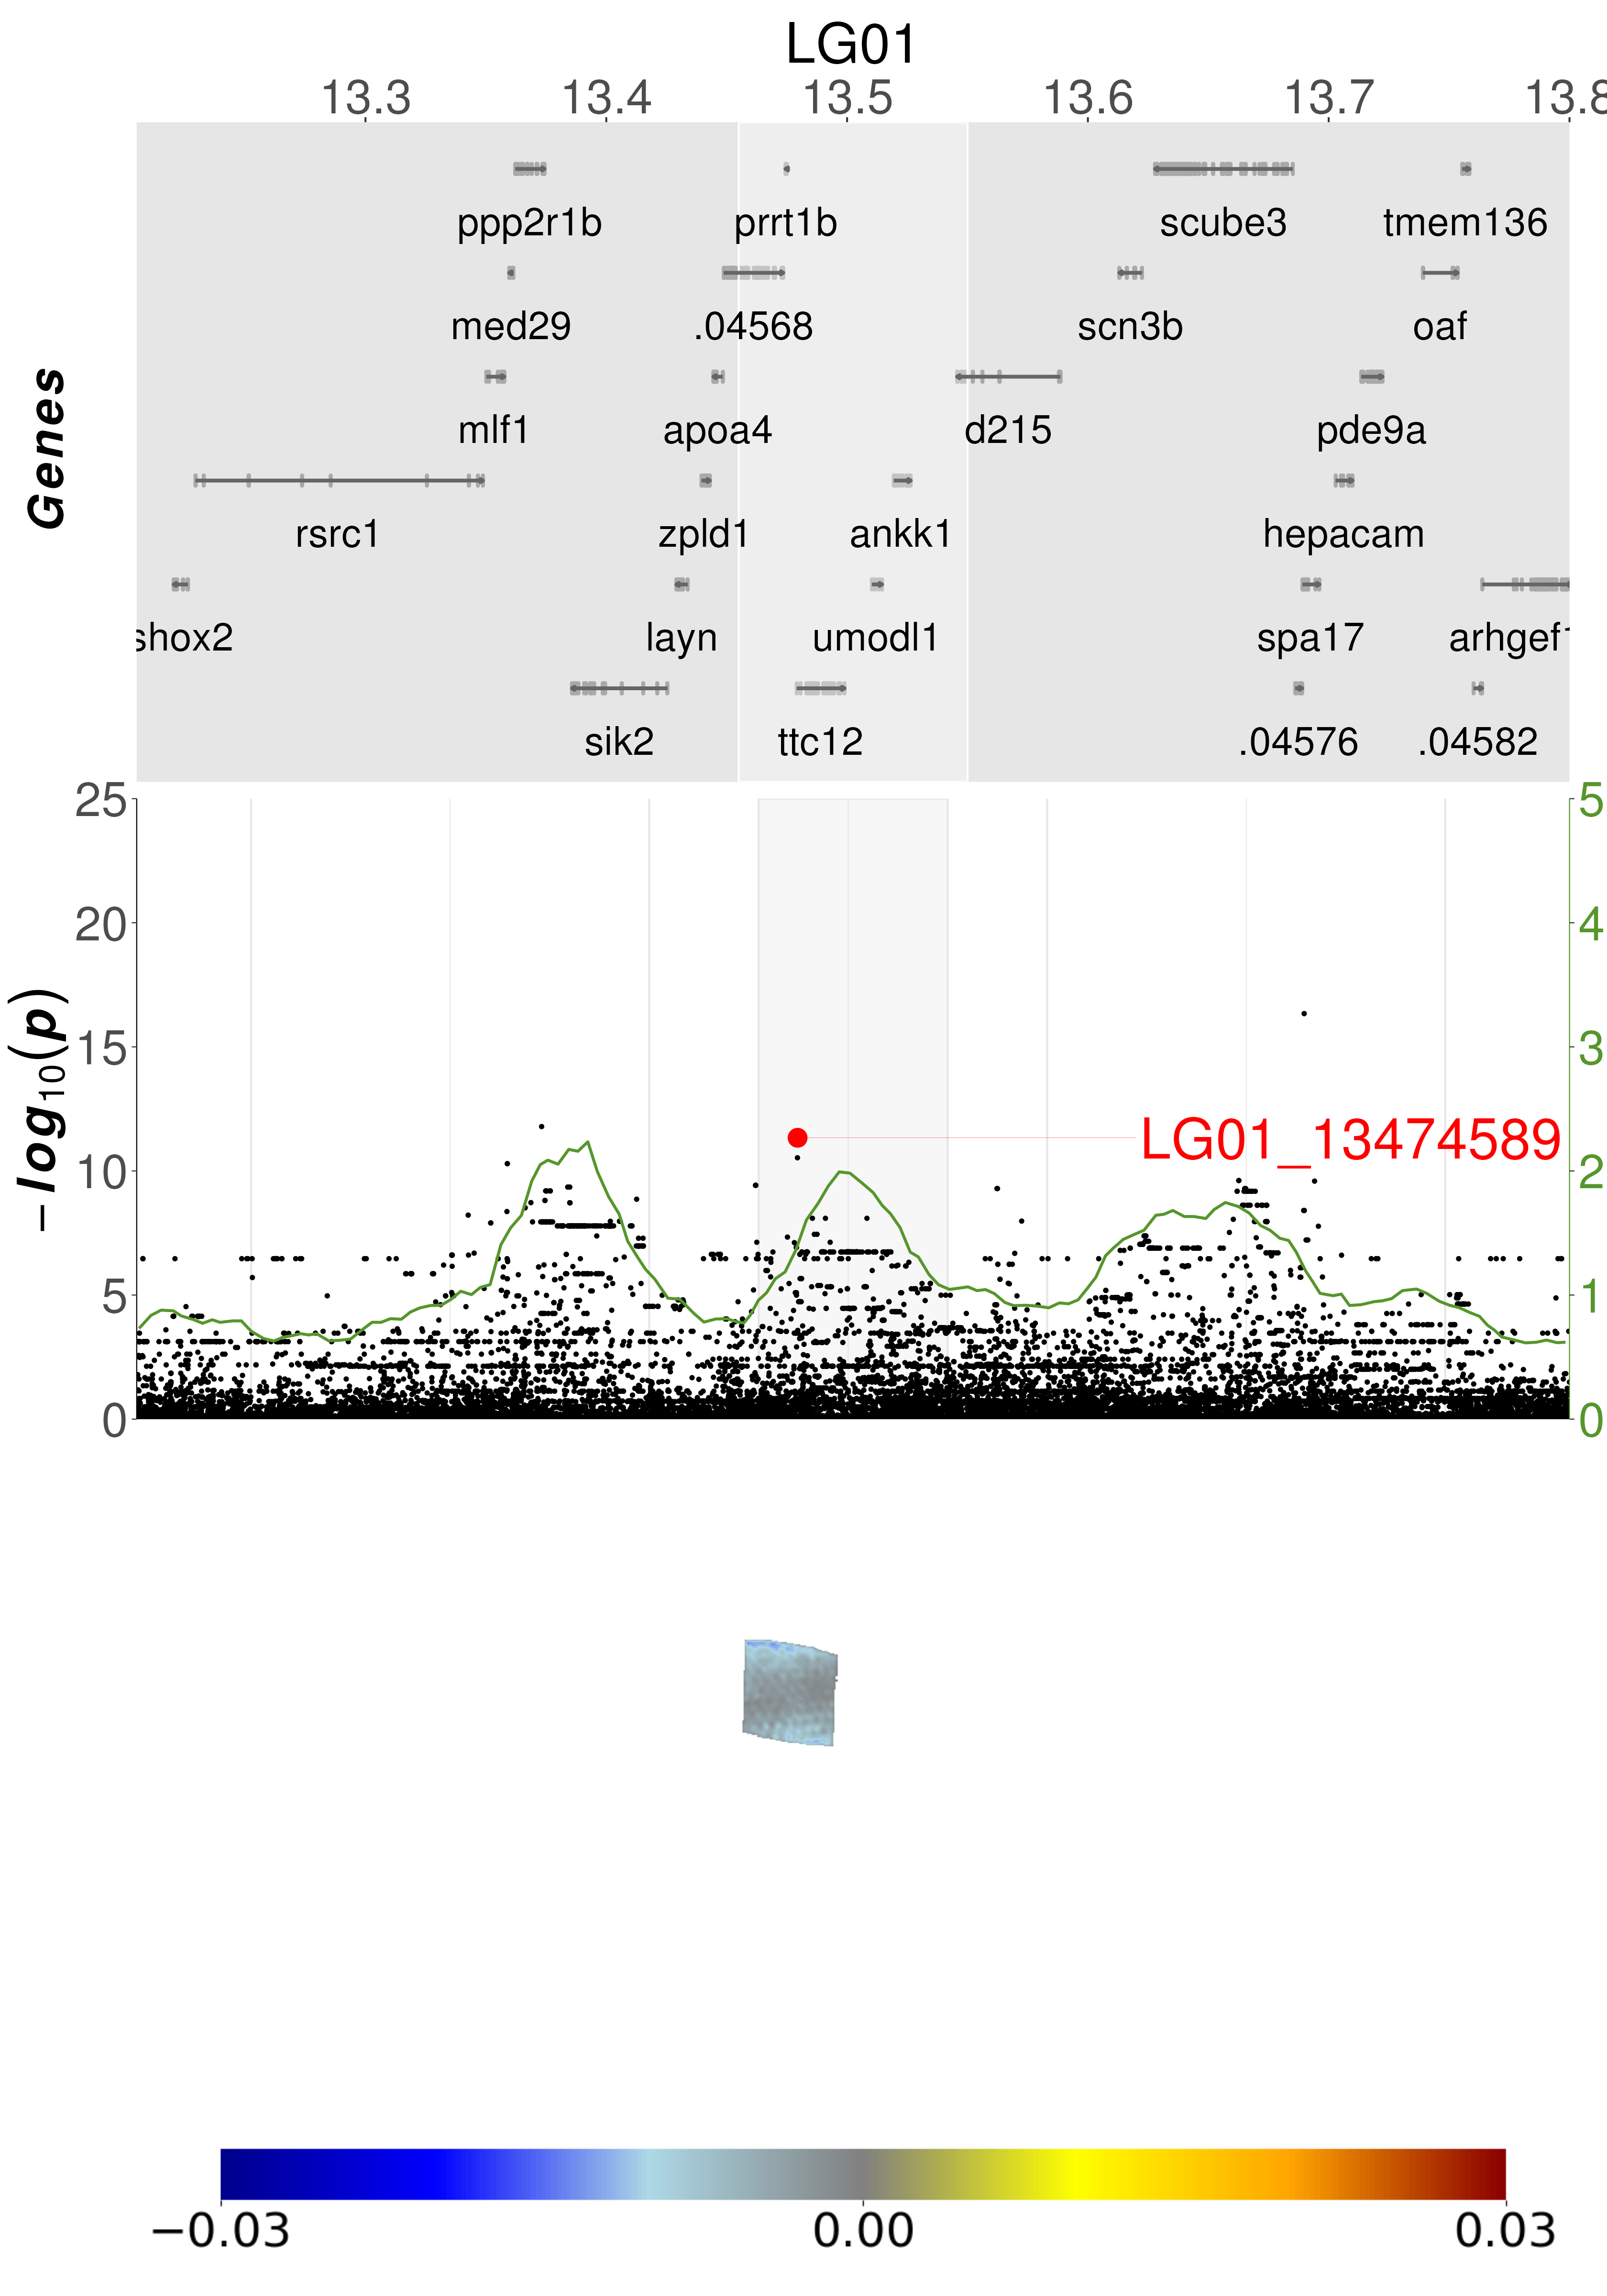 LG01
13.3 13.4 13.5 13.6 13.7 13.8
Genes
ppp2r1b prrt1b scube3 tmem136
med29 .04568 scn3b oaf
mlf1 apoa4 d215 pde9a
rsrc1 zpld1 ankk1 hepacam
shox2 layn umodl1 spa17 arhgef1
sik2 ttc12 .04576 .04582
−log10(p)
25 5
20 4
15 3
LG01_13474589
10 2
5 1
0 0
−0.03 0.00 0.03